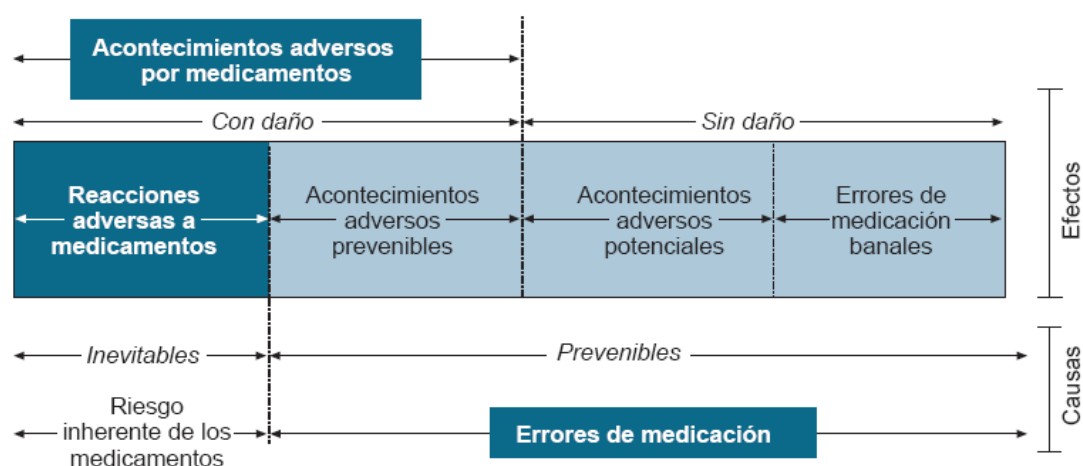 Acontecimientos adversos
por medicamentos
Con daño
Sin daño
Reacciones
adversas a
medicamentos
Acontecimientos
adversos
prevenibles
Acontecimientos
adversos
potenciales
Errores de
medicación
banales
Efectos
Inevitables
Prevenibles
Riesgo
inherente de los
medicamentos
Errores de medicación
Causas